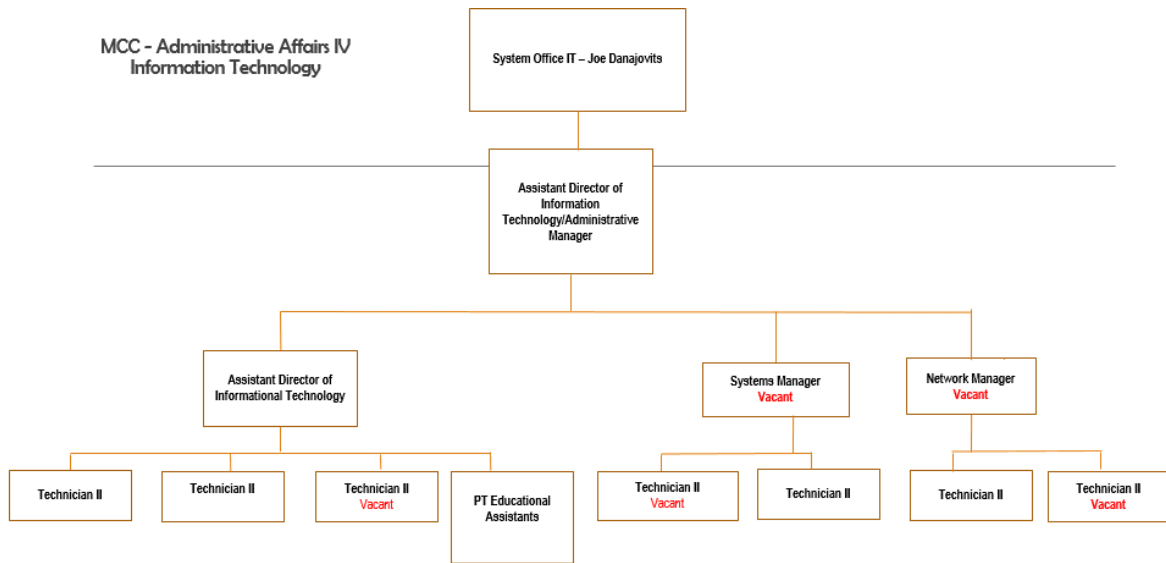 MCC - Administrative Affairs IV
Information Technology
System Office IT – Joe Danajovits
Assistant Director of
Information
Technology/Administrative
Manager
Assistant Director of
Informational Technology
Systems Manager
Vacant
Network Manager
Vacant
Technician II
Technician II
Technician II
Vacant
PT Educational
Assistants
Technician II
Vacant
Technician II
Technician II
Technician II
Vacant